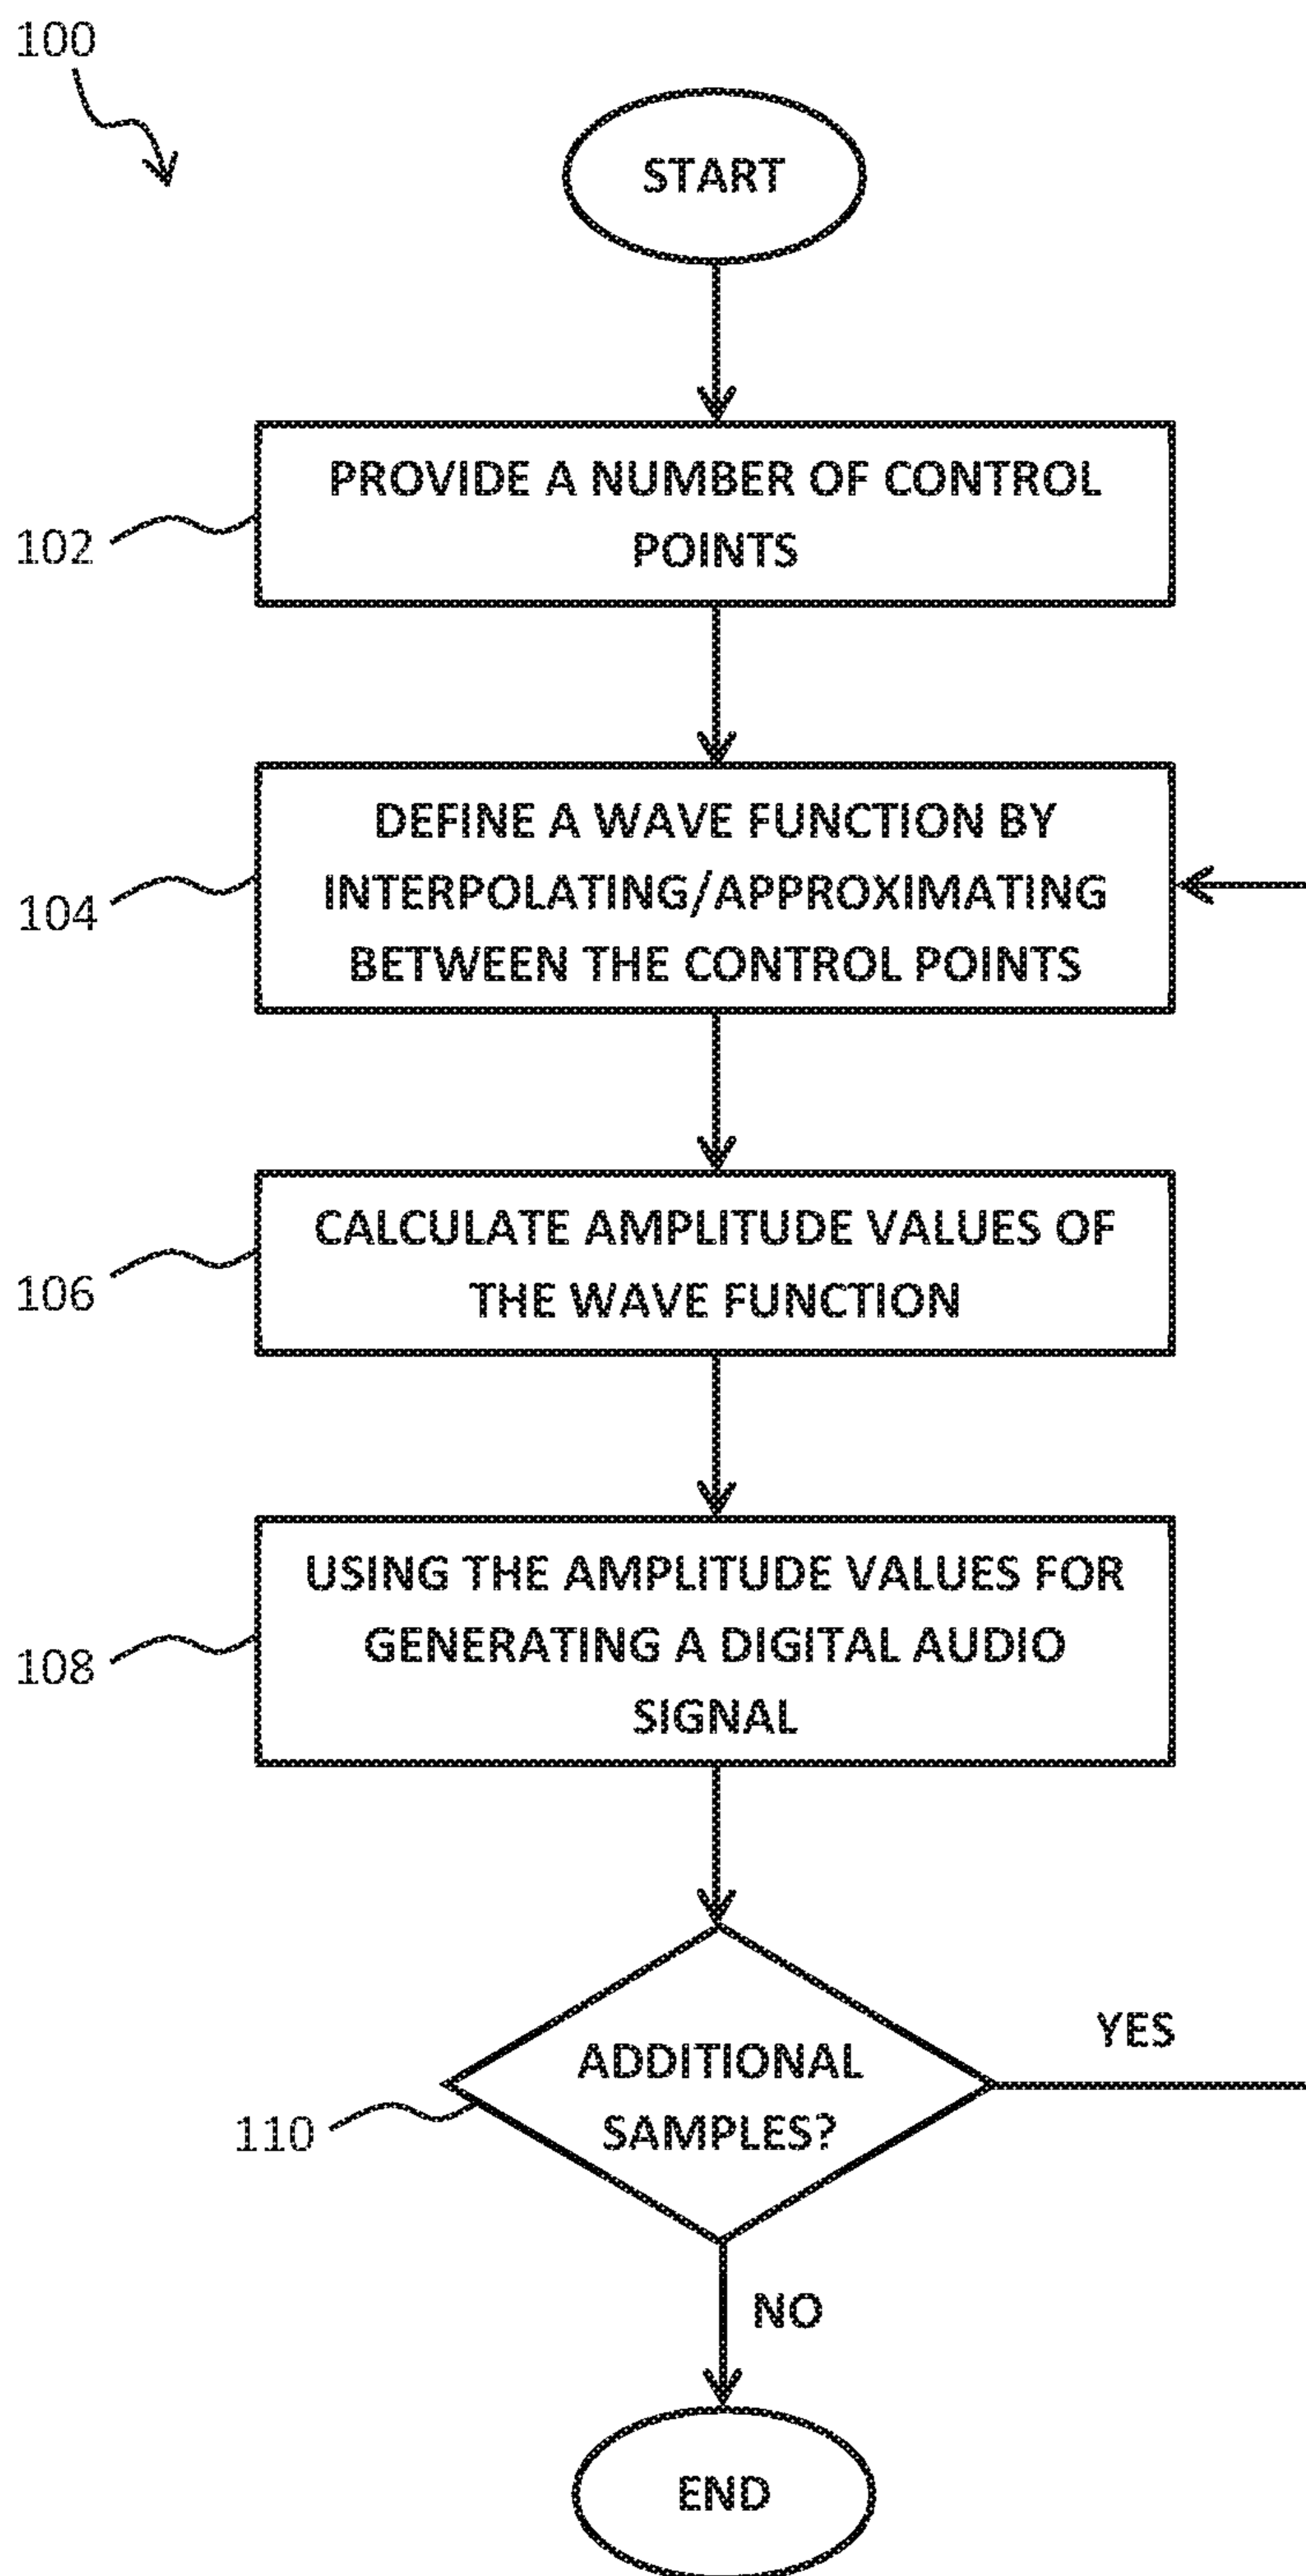 100
START
PROVIDE A NUMBER OF CONTROL
POINTS
102
DEFINE A WAVE FUNCTION BY
INTERPOLATING/APPROXIMATING
BETWEEN THE CONTROL POINTS
104
CALCULATE AMPLITUDE VALUES OF
THE WAVE FUNCTION
106
USING THE AMPLITUDE VALUES FOR
GENERATING A DIGITAL AUDIO
SIGNAL
108
ADDITIONAL
SAMPLES?
110
YES
NO
END